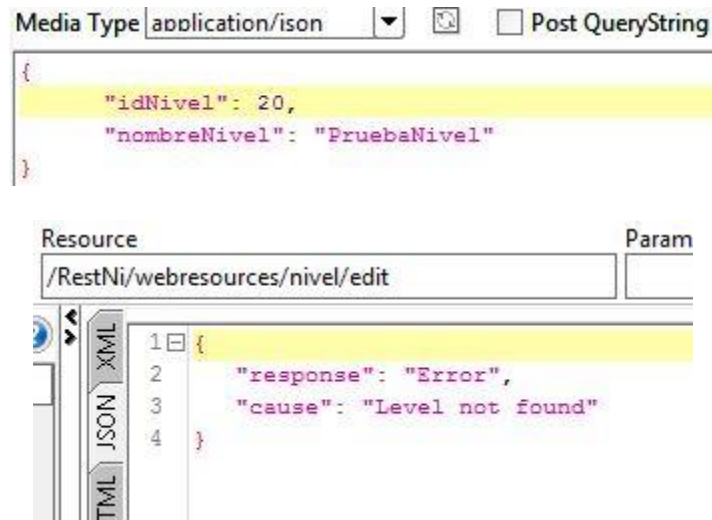 Media Type application/json Post QueryString
{
"idNivel": 20,
"nombreNivel": "PruebaNivel"
}
Resource Param
/RestNi/webresources/nivel/edit
XML
JSON
TML
1 {
2 "response": "Error",
3 "cause": "Level not found"
4 }